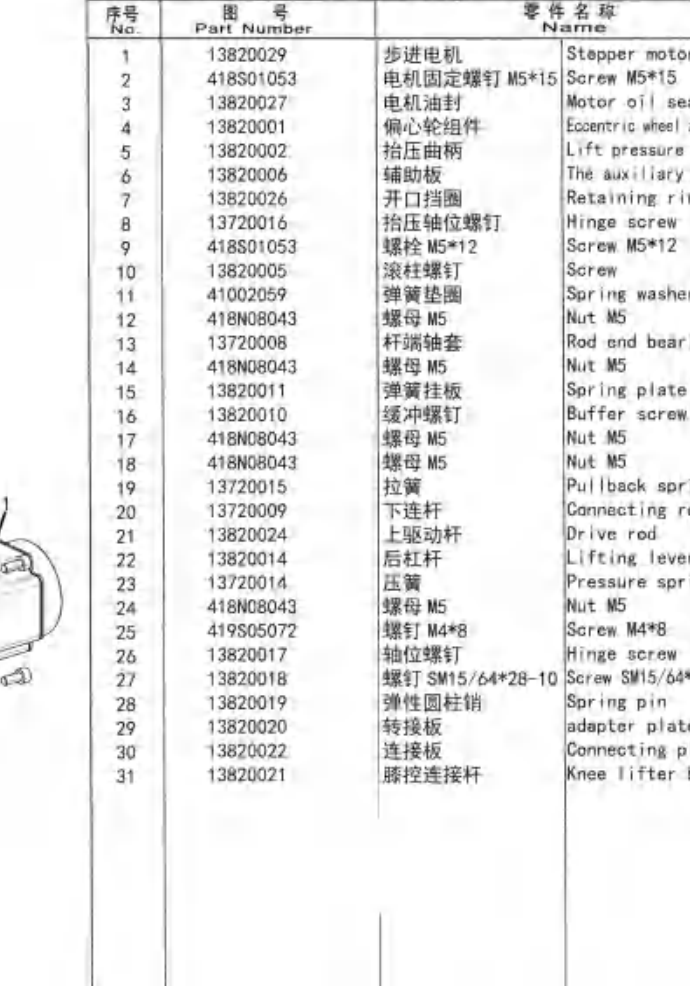 序号 图 号 零件名称
No. Part Number Name
1 13820029 步进电机 Stepper motor
2 418S01053 电机固定螺钉 M5*15 Screw M5*15
3 13820027 电机油封 Motor oil
4 13820001 偏心轮组件 Eccentric wheel
5 13820002 抬压曲柄 Lift pressure
6 13820006 辅助板 The auxiliary
7 13820026 开口挡圈 Retaining
8 13720016 抬压轴位螺钉 Hinge screw
9 418S01053 螺栓 M5*12 Screw M5*12
10 13820005 滚柱螺钉 Screw
11 41002059 弹簧垫圈 Spring washer
12 418N08043 螺母 M5 Nut M5
13 13720008 杆端轴套 Rod end
14 418N08043 螺母 M5 Nut M5
15 13820011 弹簧挂板 Spring plate
16 13820010 缓冲螺钉 Buffer screw
17 418N08043 螺母 M5 Nut M5
18 418N08043 螺母 M5 Nut M5
19 13720015 拉簧 Pullback
20 13720009 下连杆 Connecting
21 13820024 上驱动杆 Drive rod
22 13820014 后杠杆 Lifting lever
23 13720014 压簧 Pressure
24 418N08043 螺母 M5 Nut M5
25 419S05072 螺钉 M4*8 Screw M4*8
26 13820017 轴位螺钉 Hinge screw
27 13820018 螺钉 SM15/64*28-10 Screw SM15/64*
28 13820019 弹性圆柱销 Spring pin
29 13820020 转接板 adapter plate
30 13820022 连接板 Connecting
31 13820021 膝控连接杆 Knee lifter